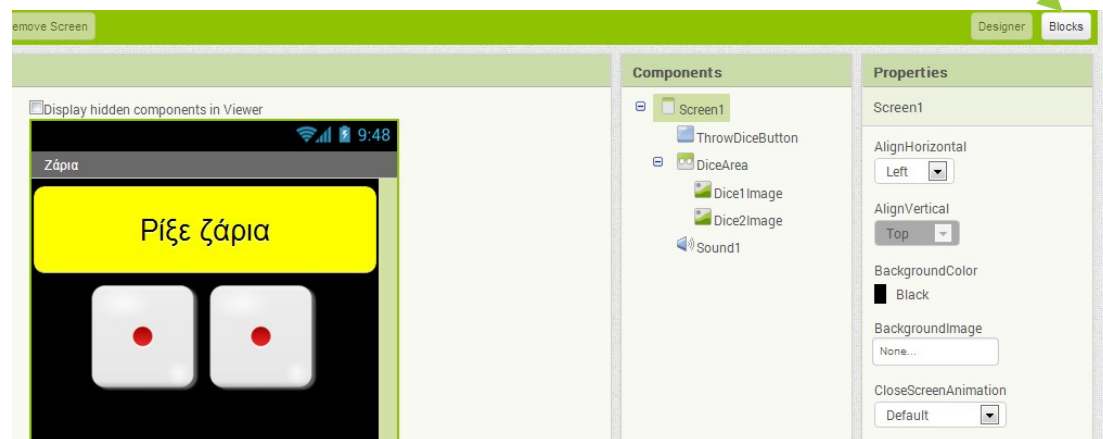 emove Screen
Designer
Blocks
Display hidden components in Viewer
9:48
Ζάρια
Ρίξε ζάρια
Components
Screen1
ThrowDiceButton
DiceArea
Dice1Image
Dice2Image
Sound1
Properties
Screen1
AlignHorizontal
Left
AlignVertical
Top
BackgroundColor
Black
BackgroundImage
None...
CloseScreenAnimation
Default